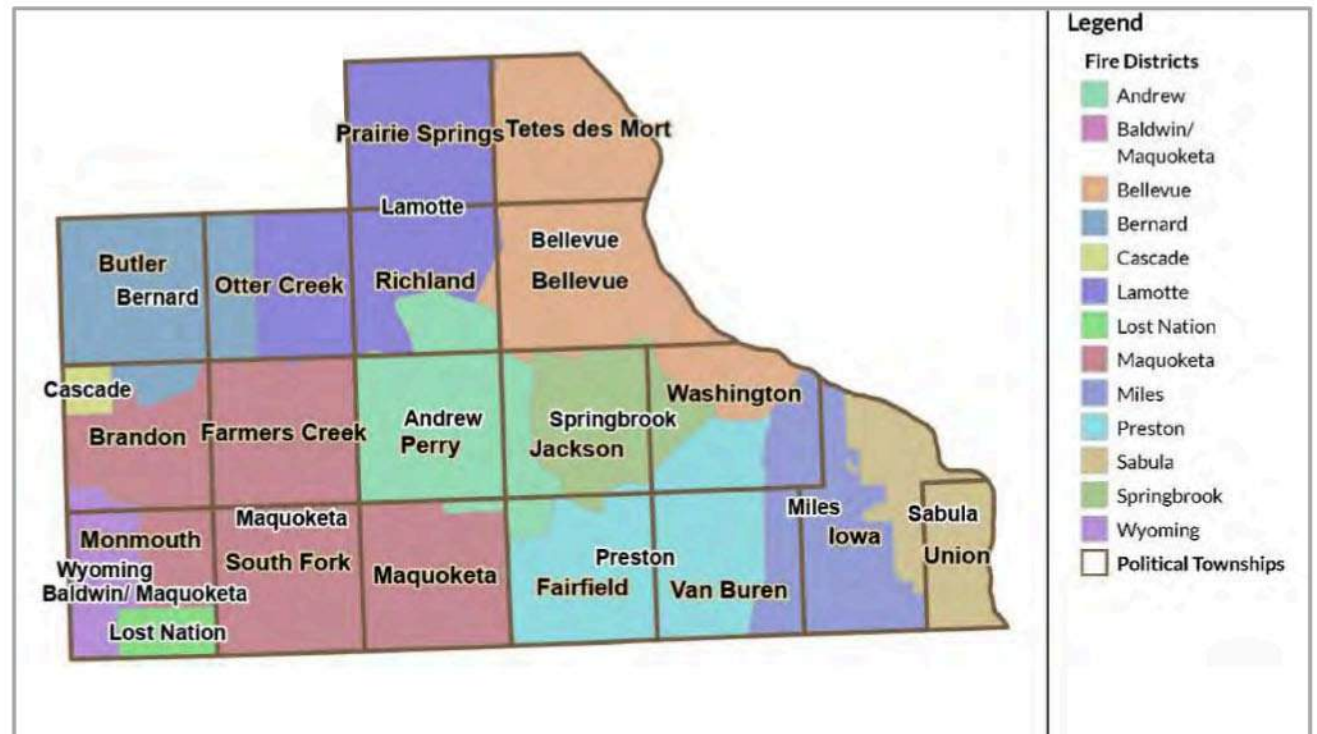 Prairie Springs
Tetes des Mort
Lamotte
Bellevue
Butler
Bernard
Otter Creek
Richland
Bellevue
Cascade
Brandon
Farmers Creek
Andrew
Perry
Springbrook
Jackson
Washington
Monmouth
Maquoketa
South Fork
Maquoketa
Preston
Fairfield
Van Buren
Miles
Iowa
Sabula
Union
Wyoming
Baldwin/ Maquoketa
Lost Nation
Legend
Fire Districts
Andrew
Baldwin/
Maquoketa
Bellevue
Bernard
Cascade
Lamotte
Lost Nation
Maquoketa
Miles
Preston
Sabula
Springbrook
Wyoming
Political Townships